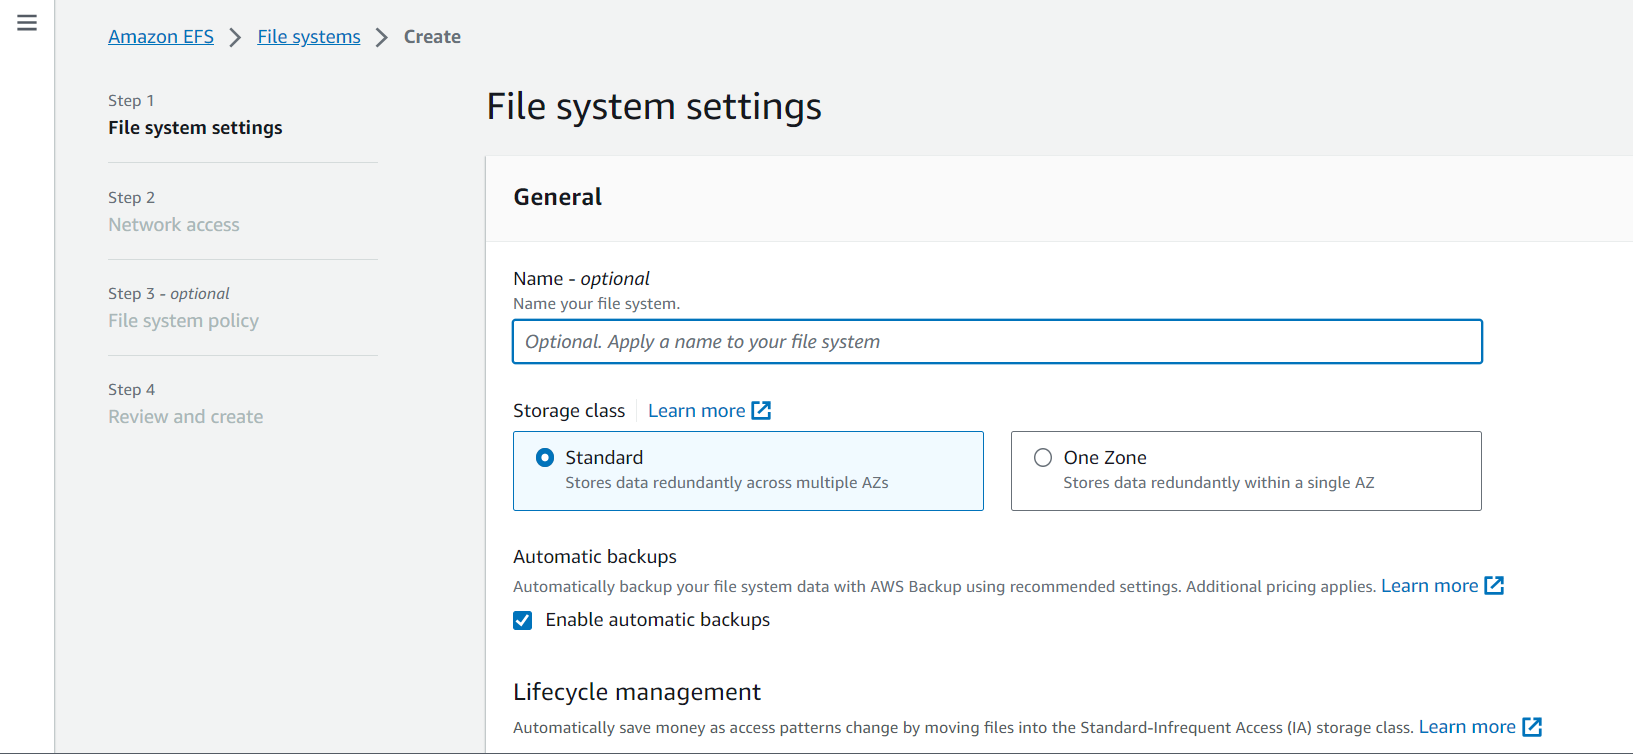 Amazon EFS > File systems > Create
Step 1
File system settings
Step 2
Network access
Step 3 - optional
File system policy
Step 4
Review and create
File system settings
General
Name - optional
Name your file system.
Optional. Apply a name to your file system
Storage class Learn more
Standard
Stores data redundantly across multiple AZs
One Zone
Stores data redundantly within a single AZ
Automatic backups
Automatically backup your file system data with AWS Backup using recommended settings. Additional pricing applies. Learn more
Enable automatic backups
Lifecycle management
Automatically save money as access patterns change by moving files into the Standard-Infrequent Access (IA) storage class. Learn more